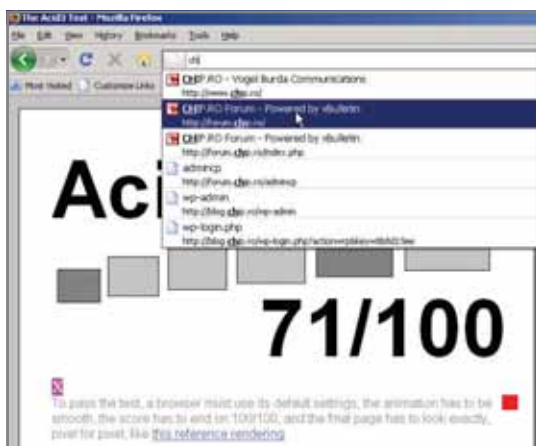 The Acid3 Test - Mozilla Firefox
File Edit View History Bookmarks Tools Help
chi
Most Visited Customize Links
CHIP.RO - Vogel Burda Communications
http://www.chip.ro/
CHIP.RO Forum - Powered by vBulletin
http://forum.chip.ro/
CHIP.RO Forum - Powered by vBulletin
http://forum.chip.ro/index.php
admincp
http://forum.chip.ro/admincp
wp-admin
http://blog.chip.ro/wp-admin
wp-login.php
Aci
71/100
To pass the test, a browser must use its default settings, the animation has to be
smooth, the score has to end on 100/100, and the final page has to look exactly,
pixel for pixel, like this reference rendering.